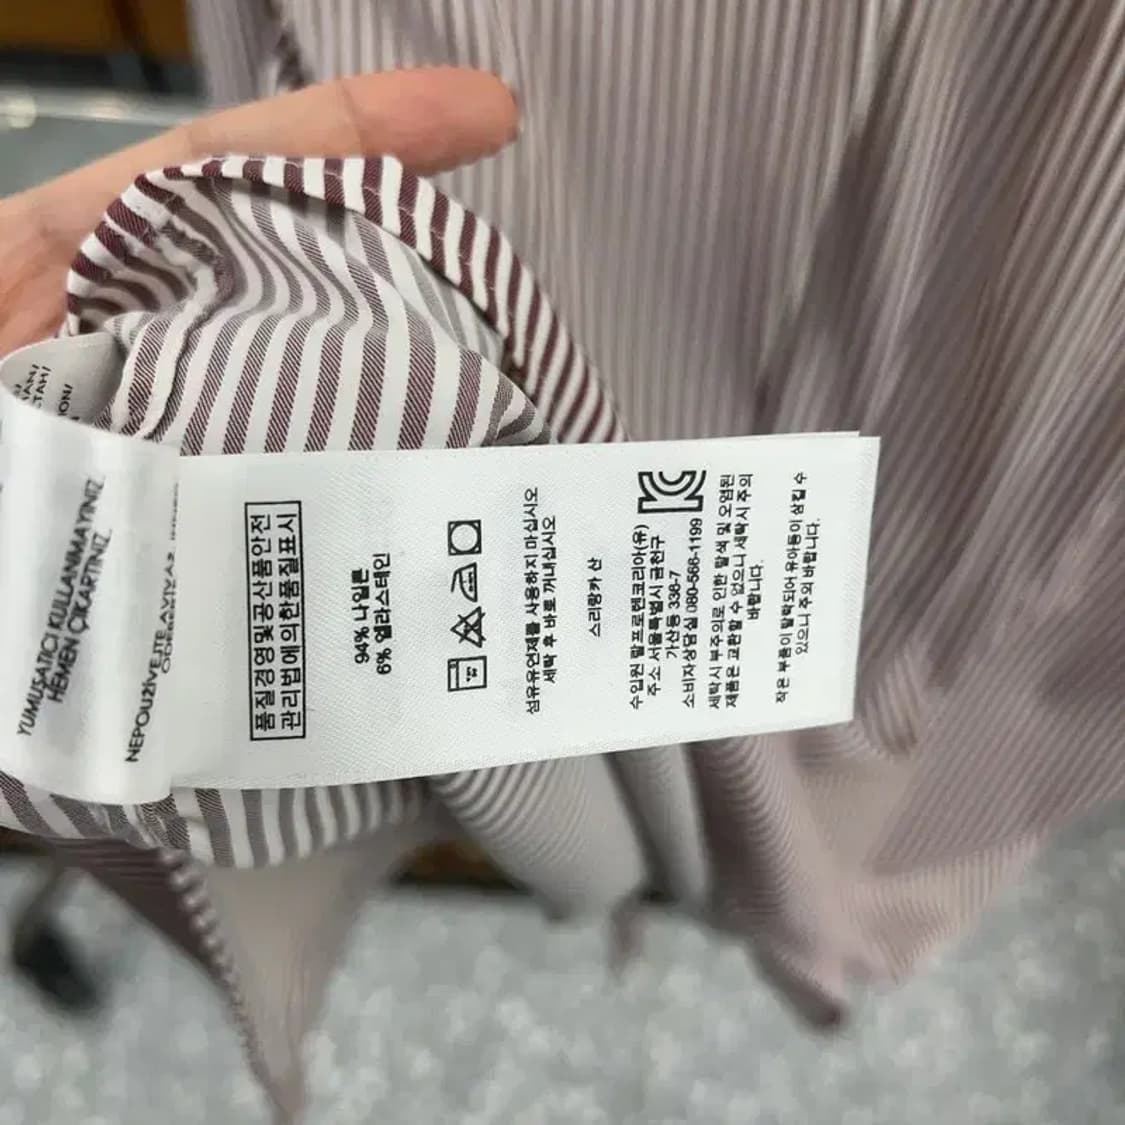 YUMUŞATICI KULLANMAYINIZ.
HEMEN ÇIKARTINIZ.
NEPOUŽÍVEJTE AVIVÁŽ. IHNED
품질경영및공산품안전
관리법에의한품질표시
94% 나일론
6% 엘라스테인
섬유유연제를 사용하지 마십시오
세탁 후 바로 꺼내십시오
스리랑카 산
수입원 랄프로렌코리아(유)
주소 서울특별시 금천구
가산동 338-7
소비자상담실 080-566-1199
세탁시 부주의로 인한 탈색 및 오염된
제품은 교환할 수 없으니 세탁시 주의
바랍니다.
작은 부품이 탈락되어 유아등이 삼킬 수
있으니 주의 바랍니다.